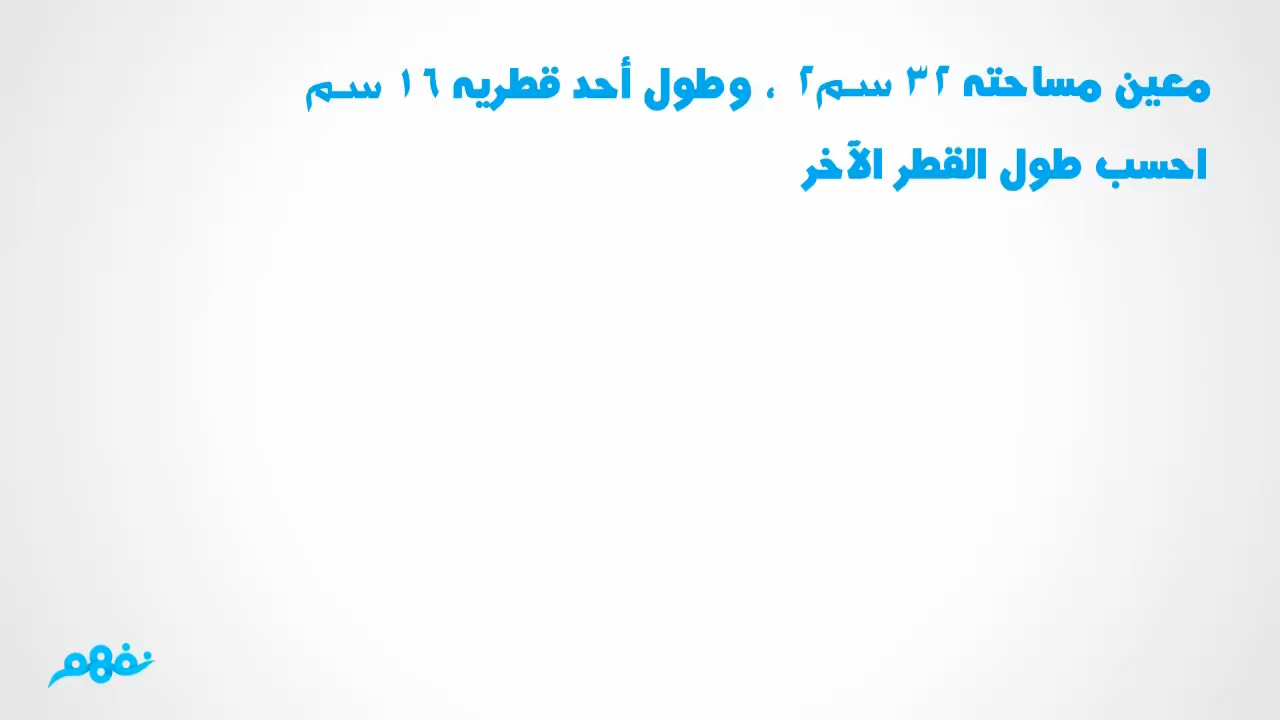 معين مساحته ٣٢ سم٢ ، وطول أحد قطريه ١٦ سم
احسب طول القطر الآخر
نفهم